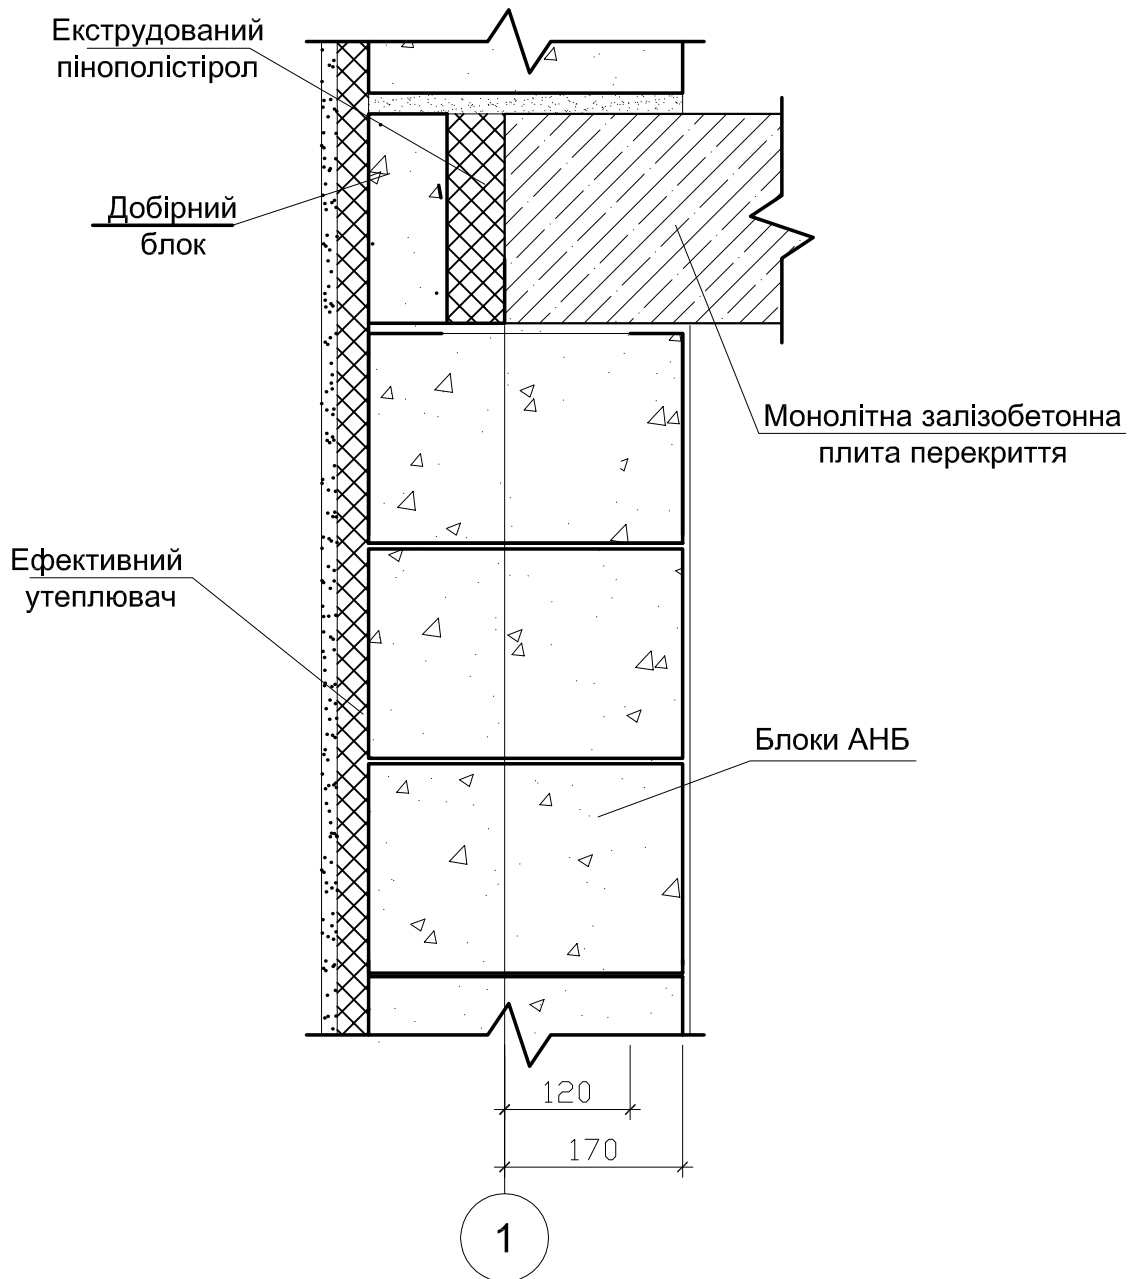 Екструдований
пінополістірол
Добірний
блок
Монолітна залізобетонна
плита перекриття
Ефективний
утеплювач
Блоки АНБ
120
170
1